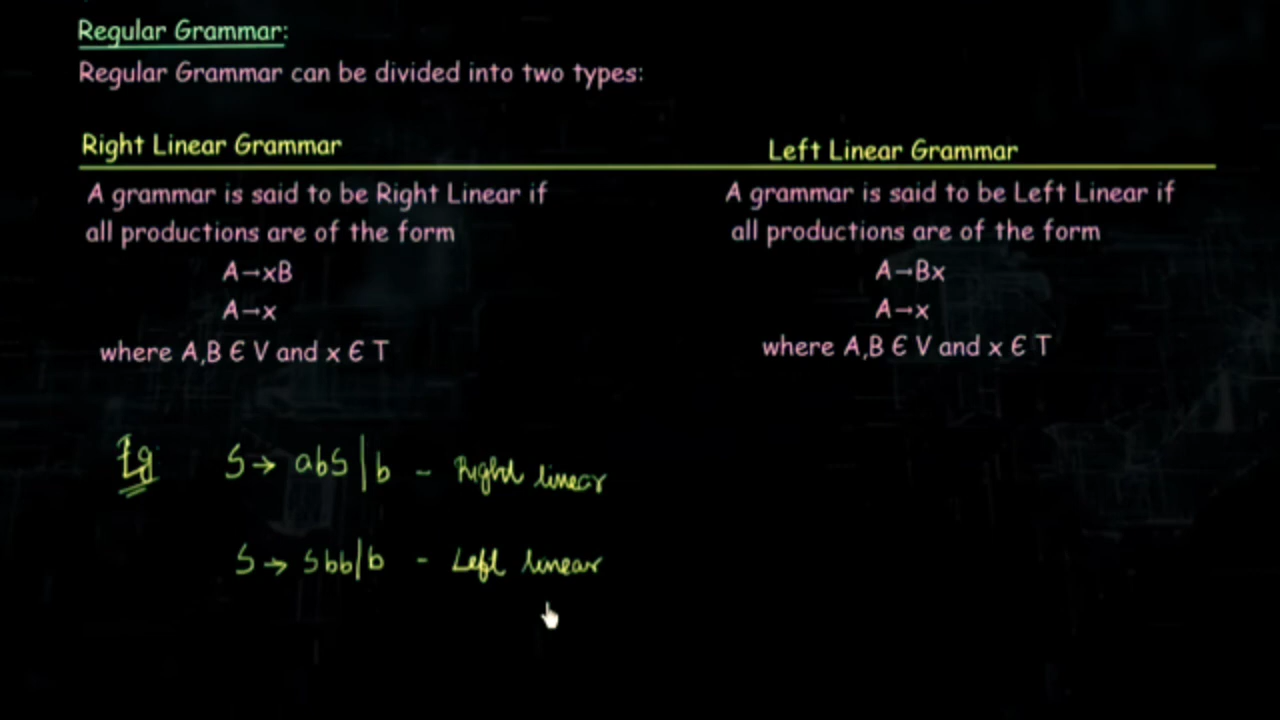 Regular Grammar:
Regular Grammar can be divided into two types:
Right Linear Grammar
A grammar is said to be Right Linear if
all productions are of the form
A→xB
A→x
where A,B Є V and x Є T
Left Linear Grammar
A grammar is said to be Left Linear if
all productions are of the form
A→Bx
A→x
where A,B Є V and x Є T
Eg S → abS | b - Right linear
S → Sbb | b - Left linear